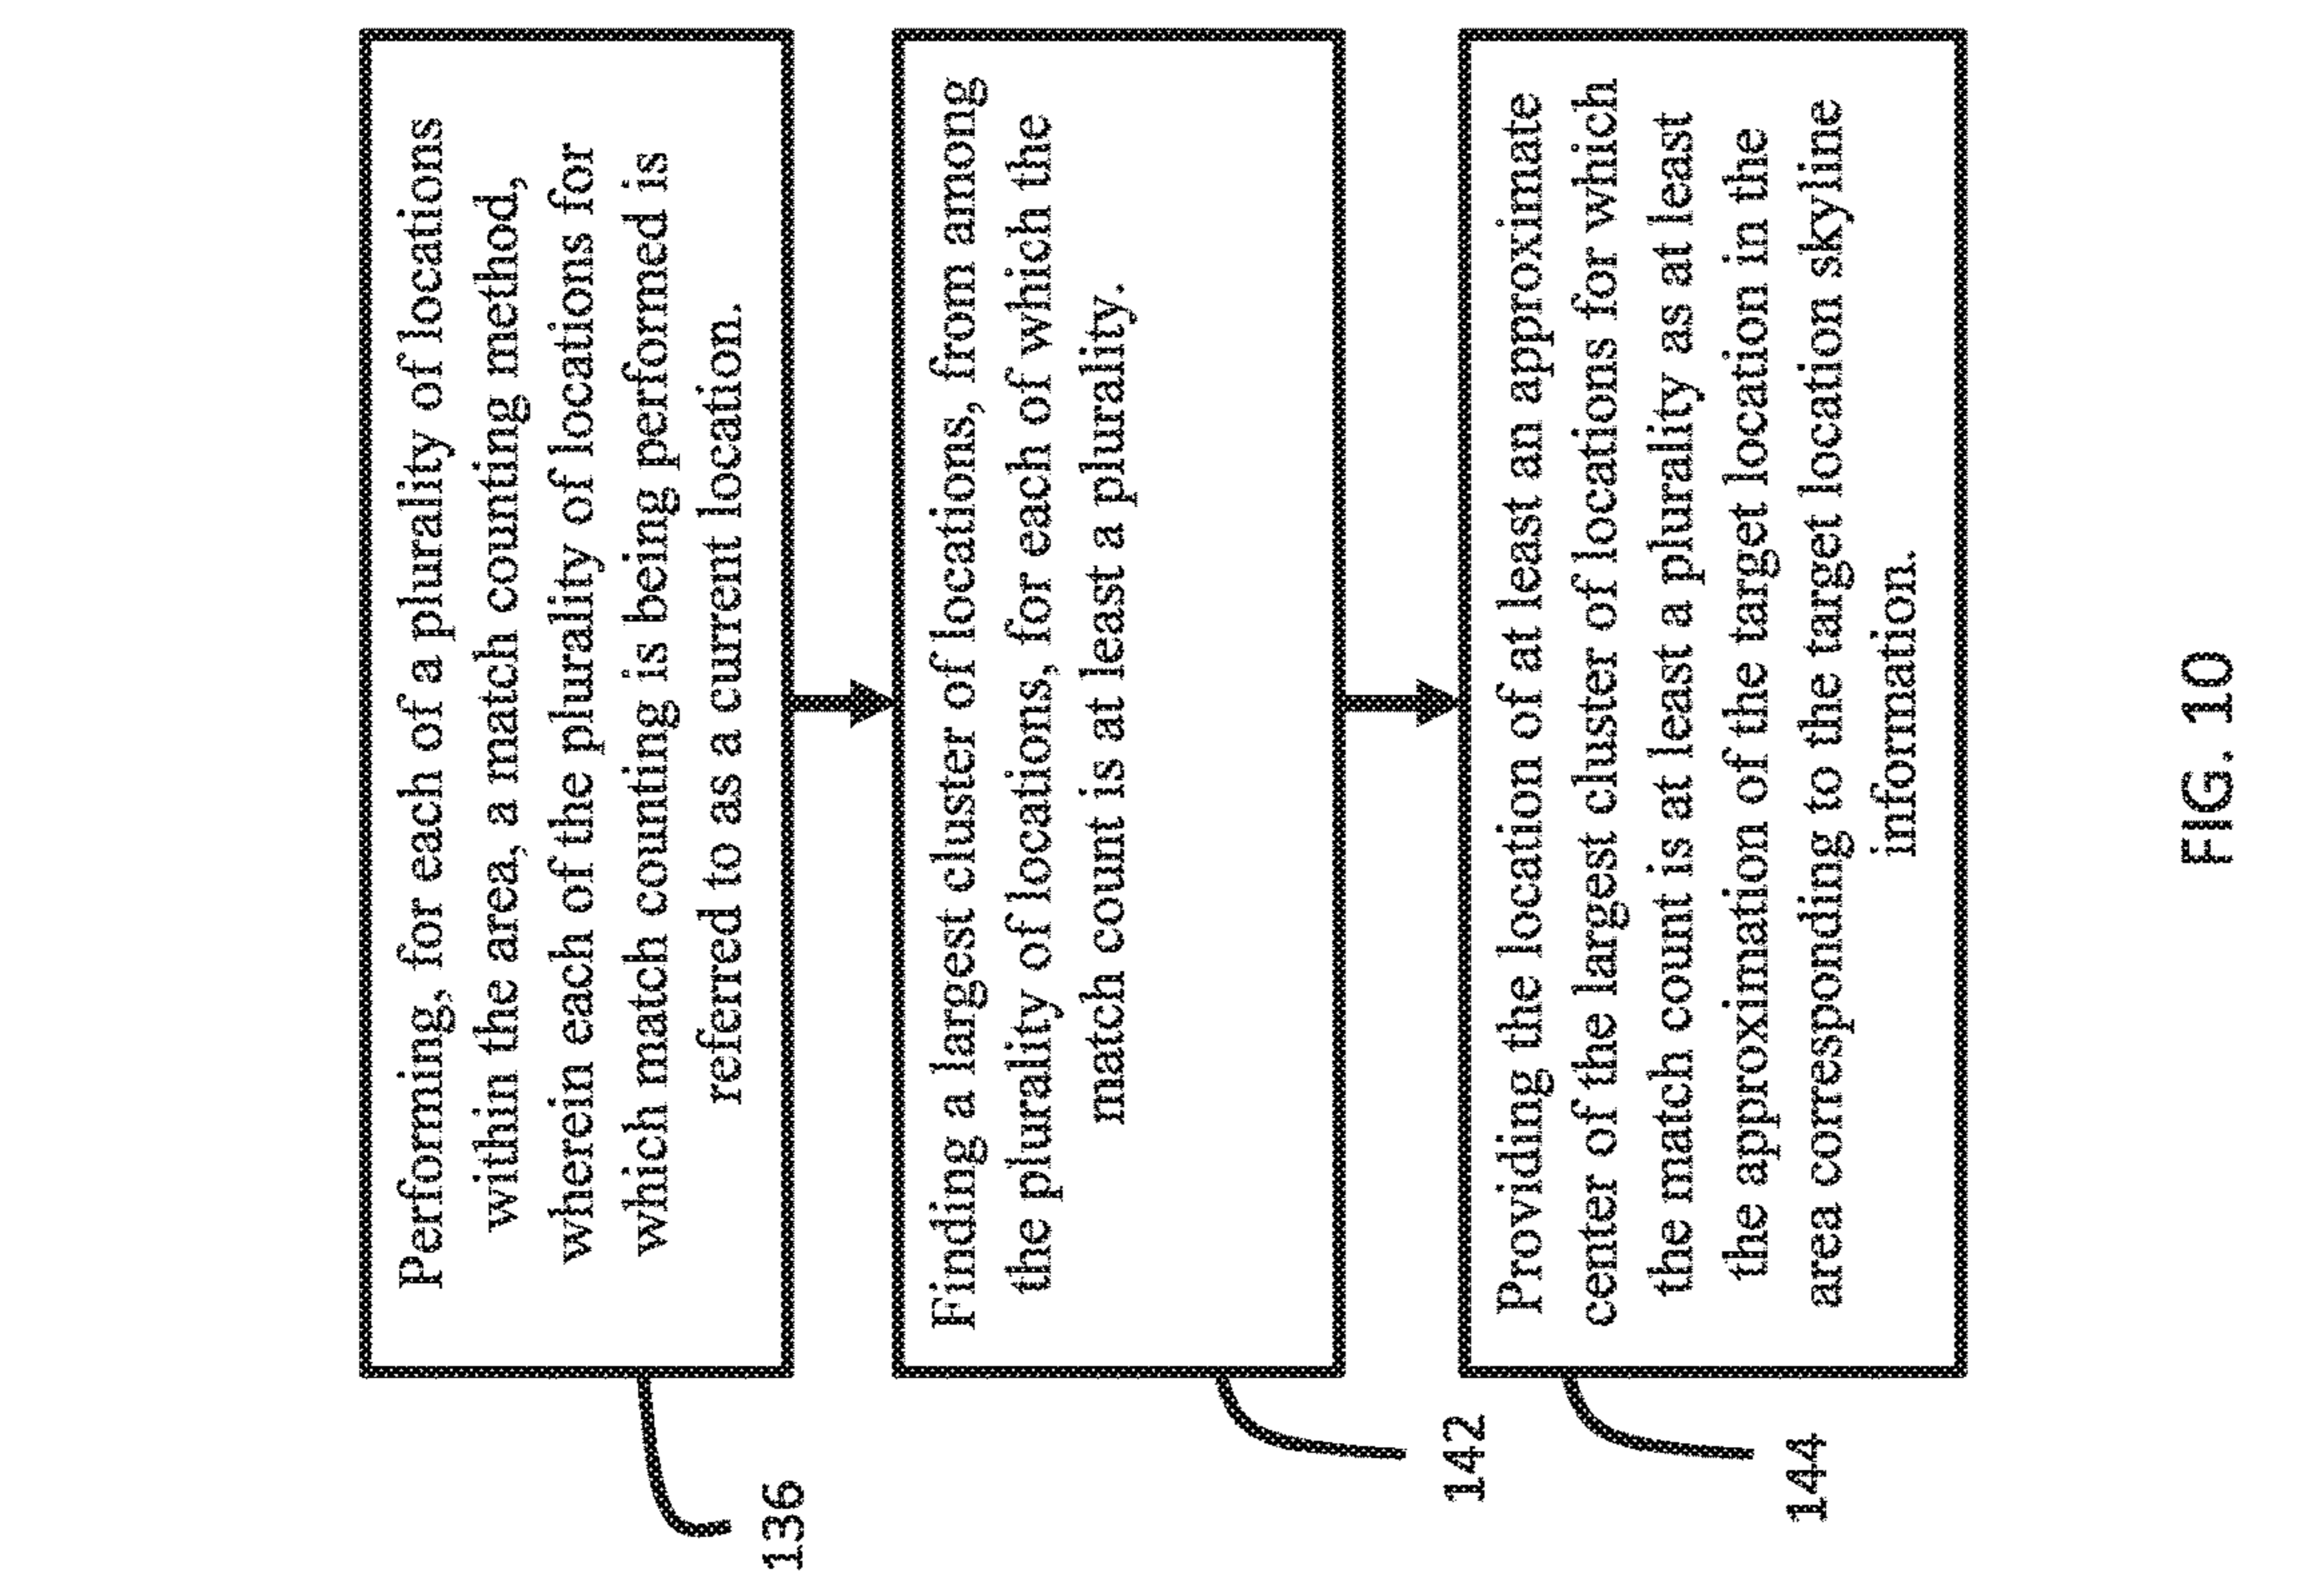 Performing, for each of a plurality of locations
within the area, a match counting method,
wherein each of the plurality of locations for
which match counting is being performed is
referred to as a current location.
136
Finding a largest cluster of locations, from among
the plurality of locations, for each of which the
match count is at least a plurality.
142
Providing the location of at least an approximate
center of the largest cluster of locations for which
the match count is at least a plurality as at least
the approximation of the target location in the
area corresponding to the target location skyline
information.
144
FIG. 10